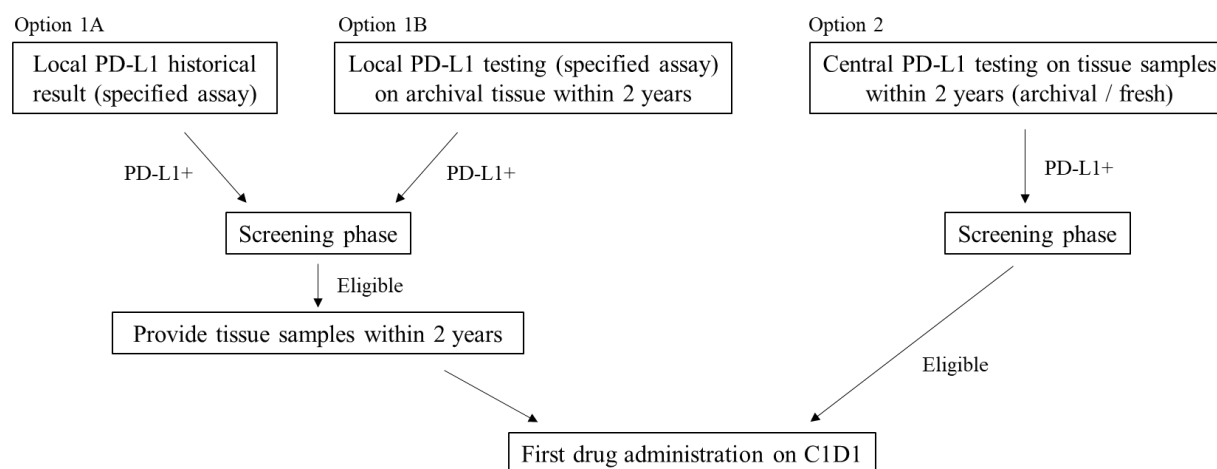 Option 1A
Local PD-L1 historical
result (specified assay)
Option 1B
Local PD-L1 testing (specified assay)
on archival tissue within 2 years
Option 2
Central PD-L1 testing on tissue samples
within 2 years (archival / fresh)
PD-L1+
PD-L1+
PD-L1+
Screening phase
Screening phase
Eligible
Provide tissue samples within 2 years
Eligible
First drug administration on C1D1